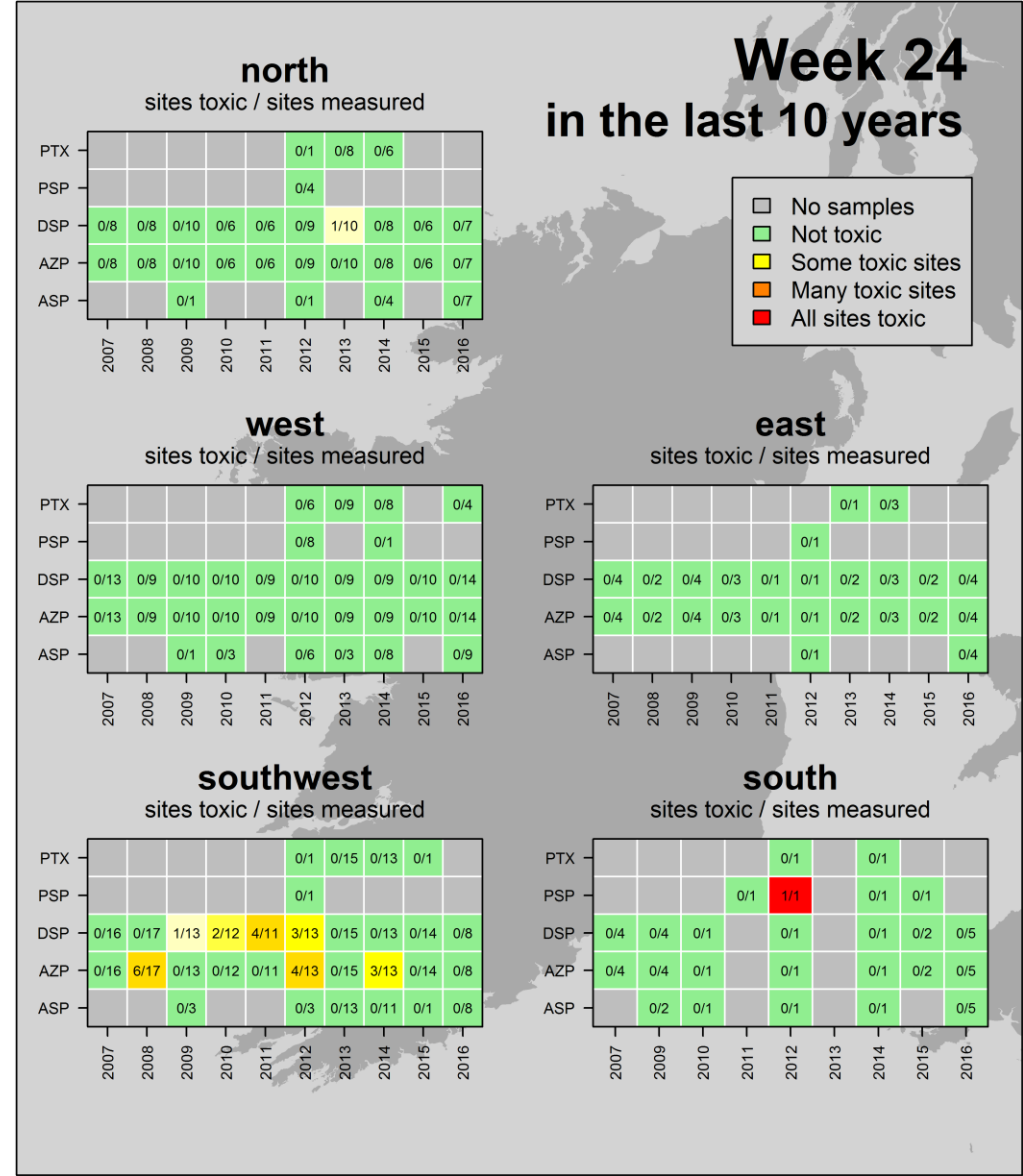 Week 24
in the last 10 years
No samples
Not toxic
Some toxic sites
Many toxic sites
All sites toxic
north
sites toxic / sites measured
PTX 0/1 0/8 0/6
PSP 0/4
DSP 0/8 0/8 0/10 0/6 0/6 0/9 1/10 0/8 0/6 0/7
AZP 0/8 0/8 0/10 0/6 0/6 0/9 0/10 0/8 0/6 0/7
ASP 0/1 0/1 0/4 0/7
2007 2008 2009 2010 2011 2012 2013 2014 2015 2016
west
sites toxic / sites measured
PTX 0/6 0/9 0/8 0/4
PSP 0/8 0/1
DSP 0/13 0/9 0/10 0/10 0/9 0/10 0/9 0/9 0/10 0/14
AZP 0/13 0/9 0/10 0/10 0/9 0/10 0/9 0/9 0/10 0/14
ASP 0/1 0/3 0/6 0/3 0/8 0/9
2007 2008 2009 2010 2011 2012 2013 2014 2015 2016
east
sites toxic / sites measured
PTX 0/1 0/3
PSP 0/1
DSP 0/4 0/2 0/4 0/3 0/1 0/1 0/2 0/3 0/2 0/4
AZP 0/4 0/2 0/4 0/3 0/1 0/1 0/2 0/3 0/2 0/4
ASP 0/1 0/4
2007 2008 2009 2010 2011 2012 2013 2014 2015 2016
southwest
sites toxic / sites measured
PTX 0/1 0/15 0/13 0/1
PSP 0/1
DSP 0/16 0/17 1/13 2/12 4/11 3/13 0/15 0/13 0/14 0/8
AZP 0/16 6/17 0/13 0/12 0/11 4/13 0/15 3/13 0/14 0/8
ASP 0/3 0/3 0/13 0/11 0/1 0/8
2007 2008 2009 2010 2011 2012 2013 2014 2015 2016
south
sites toxic / sites measured
PTX 0/1 0/1
PSP 0/1 1/1 0/1 0/1
DSP 0/4 0/4 0/1 0/1 0/1 0/2 0/5
AZP 0/4 0/4 0/1 0/1 0/1 0/2 0/5
ASP 0/2 0/1 0/1 0/1 0/5
2007 2009 2010 2011 2012 2014 2015 2016